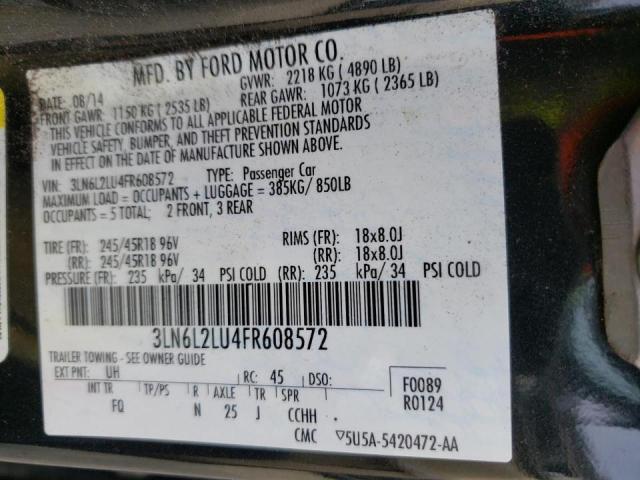 MFD. BY FORD MOTOR CO.
DATE: 08/14 GVWR: 2218 KG ( 4890 LB)
FRONT GAWR: 1150 KG ( 2535 LB) REAR GAWR: 1073 KG ( 2365 LB)
THIS VEHICLE CONFORMS TO ALL APPLICABLE FEDERAL MOTOR
VEHICLE SAFETY, BUMPER, AND THEFT PREVENTION STANDARDS
IN EFFECT ON THE DATE OF MANUFACTURE SHOWN ABOVE.
VIN: 3LN6L2LU4FR608572 TYPE: Passenger Car
MAXIMUM LOAD = OCCUPANTS + LUGGAGE = 385KG/ 850LB
OCCUPANTS = 5 TOTAL; 2 FRONT, 3 REAR
TIRE (FR): 245/45R18 96V RIMS (FR): 18x8.0J
(RR): 245/45R18 96V (RR): 18x8.0J
PRESSURE (FR): 235 kPa/ 34 PSI COLD (RR): 235 kPa/ 34 PSI COLD
3LN6L2LU4FR608572
TRAILER TOWING - SEE OWNER GUIDE
EXT PNT: UH RC: 45 DSO: F0089
INT TR TP/PS R AXLE TR SPR R0124
FQ N 25 J CCHH
CMC ▽5U5A-5420472-AA